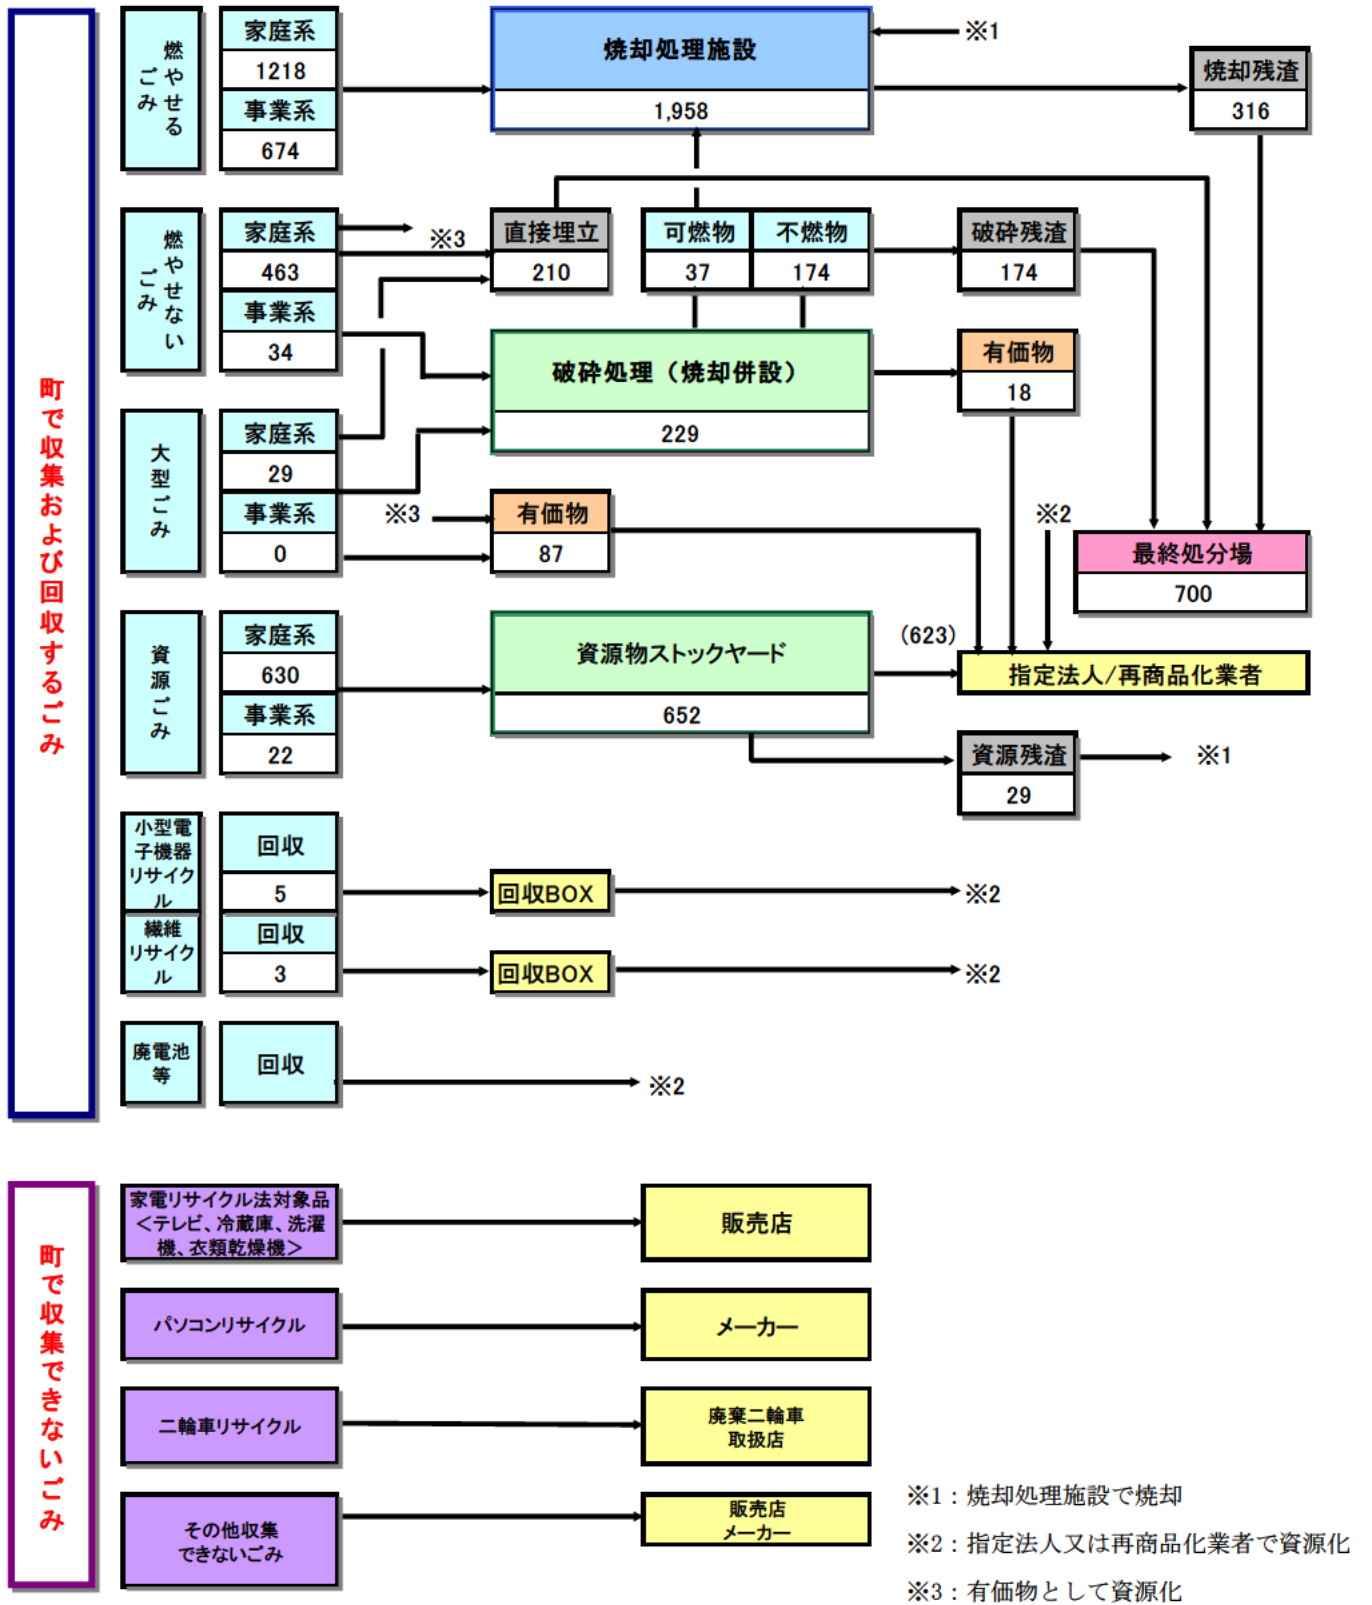 町で収集および回収するごみ
燃やせる
ごみ
家庭系
1218
事業系
674
焼却処理施設
1,958
※1
焼却残渣
316
燃やせない
ごみ
家庭系
463
事業系
34
※3
直接埋立
210
可燃物
37
不燃物
174
破砕残渣
174
破砕処理（焼却併設）
229
有価物
18
大型ごみ
家庭系
29
事業系
0
※3
有価物
87
※2
最終処分場
700
資源ごみ
家庭系
630
事業系
22
資源物ストックヤード
652
(623)
指定法人/再商品化業者
資源残渣
29
※1
小型電
子機器
リサイク
ル
回収
5
回収BOX
※2
繊維
リサイク
ル
回収
3
回収BOX
※2
廃電池
等
回収
※2
町で収集できないごみ
家電リサイクル法対象品
＜テレビ、冷蔵庫、洗濯
機、衣類乾燥機＞
販売店
パソコンリサイクル
メーカー
二輪車リサイクル
廃棄二輪車
取扱店
その他収集
できないごみ
販売店
メーカー
※1：焼却処理施設で焼却
※2：指定法人又は再商品化業者で資源化
※3：有価物として資源化